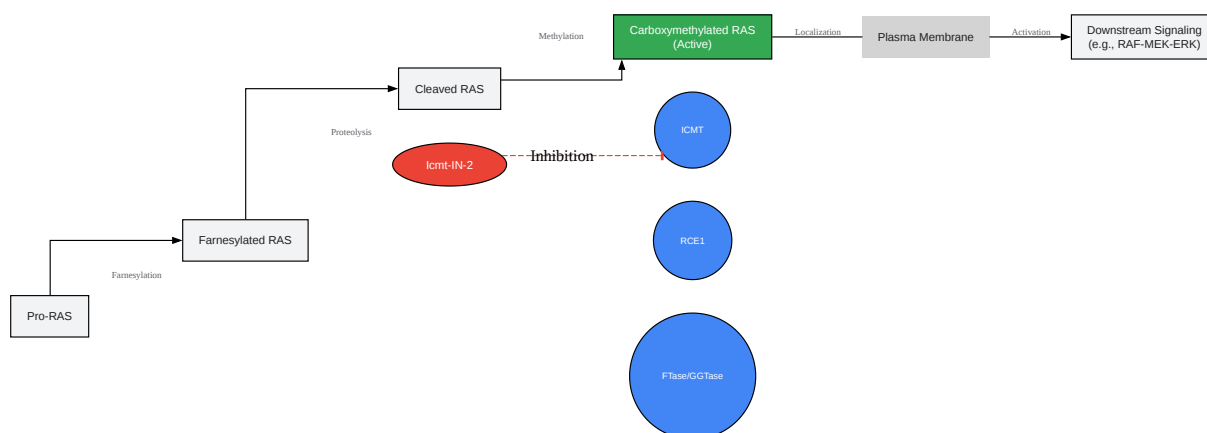 Carboxymethylated RAS
(Active)
Methylation
Localization
Plasma Membrane
Activation
Downstream Signaling
(e.g., RAF-MEK-ERK)
Cleaved RAS
Proteolysis
ICMT
Icmt-IN-2
Inhibition
Farnesylated RAS
RCE1
Farnesylation
Pro-RAS
FTase/GGTase